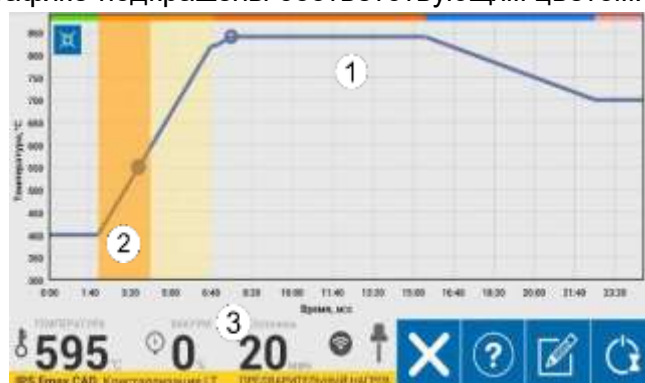 графике подкрашены соответствующим цветом.
1
850
800
750
700
650
600
550
500
450
400
350
300
Температура, °C
2
0:00 1:40 3:20 5:00 6:40 8:20 10:00 11:40 13:20 15:00 16:40 18:20 20:00 21:40 23:20
Время, м:с
3
ТЕМПЕРАТУРА ВАКУУМ
595 °C 0 % 20
IPS Emax CAD. Кристаллизация LT ПРЕДВАРИТЕЛЬНЫЙ НАГРЕВ